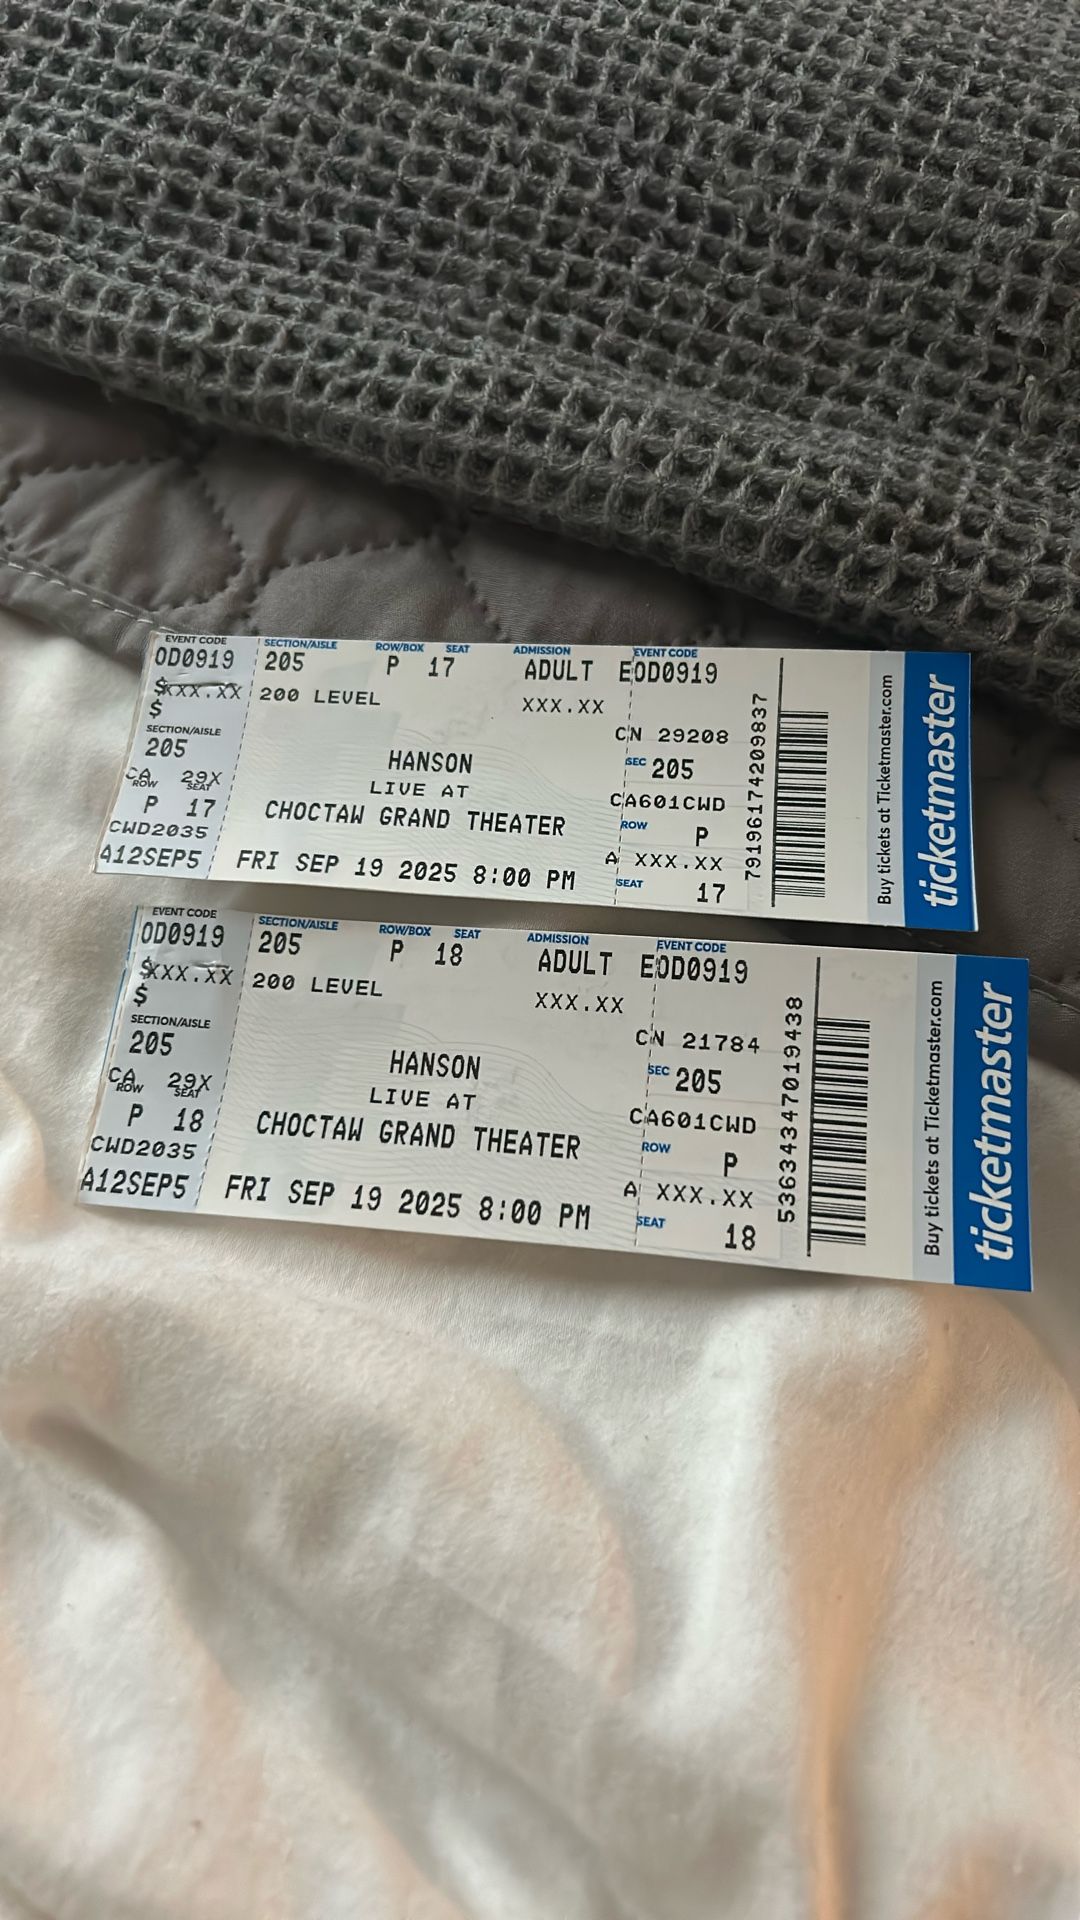 EVENT CODE
OD0919
$XXX.XX
$
SECTION/AISLE
205
CA 29X
ROW SEAT
P 17
CWD2035
A12SEP5
SECTION/AISLE ROW/BOX SEAT ADMISSION
205 P 17 ADULT
200 LEVEL XXX.XX
HANSON
LIVE AT
CHOCTAW GRAND THEATER
FRI SEP 19 2025 8:00 PM
EVENT CODE
EOD0919
CN 29208
SEC 205
CA601CWD
ROW P
A XXX.XX
SEAT 17
791961742098​37
Buy tickets at Ticketmaster.com
ticketmaster
EVENT CODE
OD0919
$XXX.XX
$
SECTION/AISLE
205
CA 29X
ROW SEAT
P 18
CWD2035
A12SEP5
SECTION/AISLE ROW/BOX SEAT ADMISSION
205 P 18 ADULT
200 LEVEL XXX.XX
HANSON
LIVE AT
CHOCTAW GRAND THEATER
FRI SEP 19 2025 8:00 PM
EVENT CODE
EOD0919
CN 21784
SEC 205
CA601CWD
ROW P
A XXX.XX
SEAT 18
53634347019438
Buy tickets at Ticketmaster.com
ticketmaster